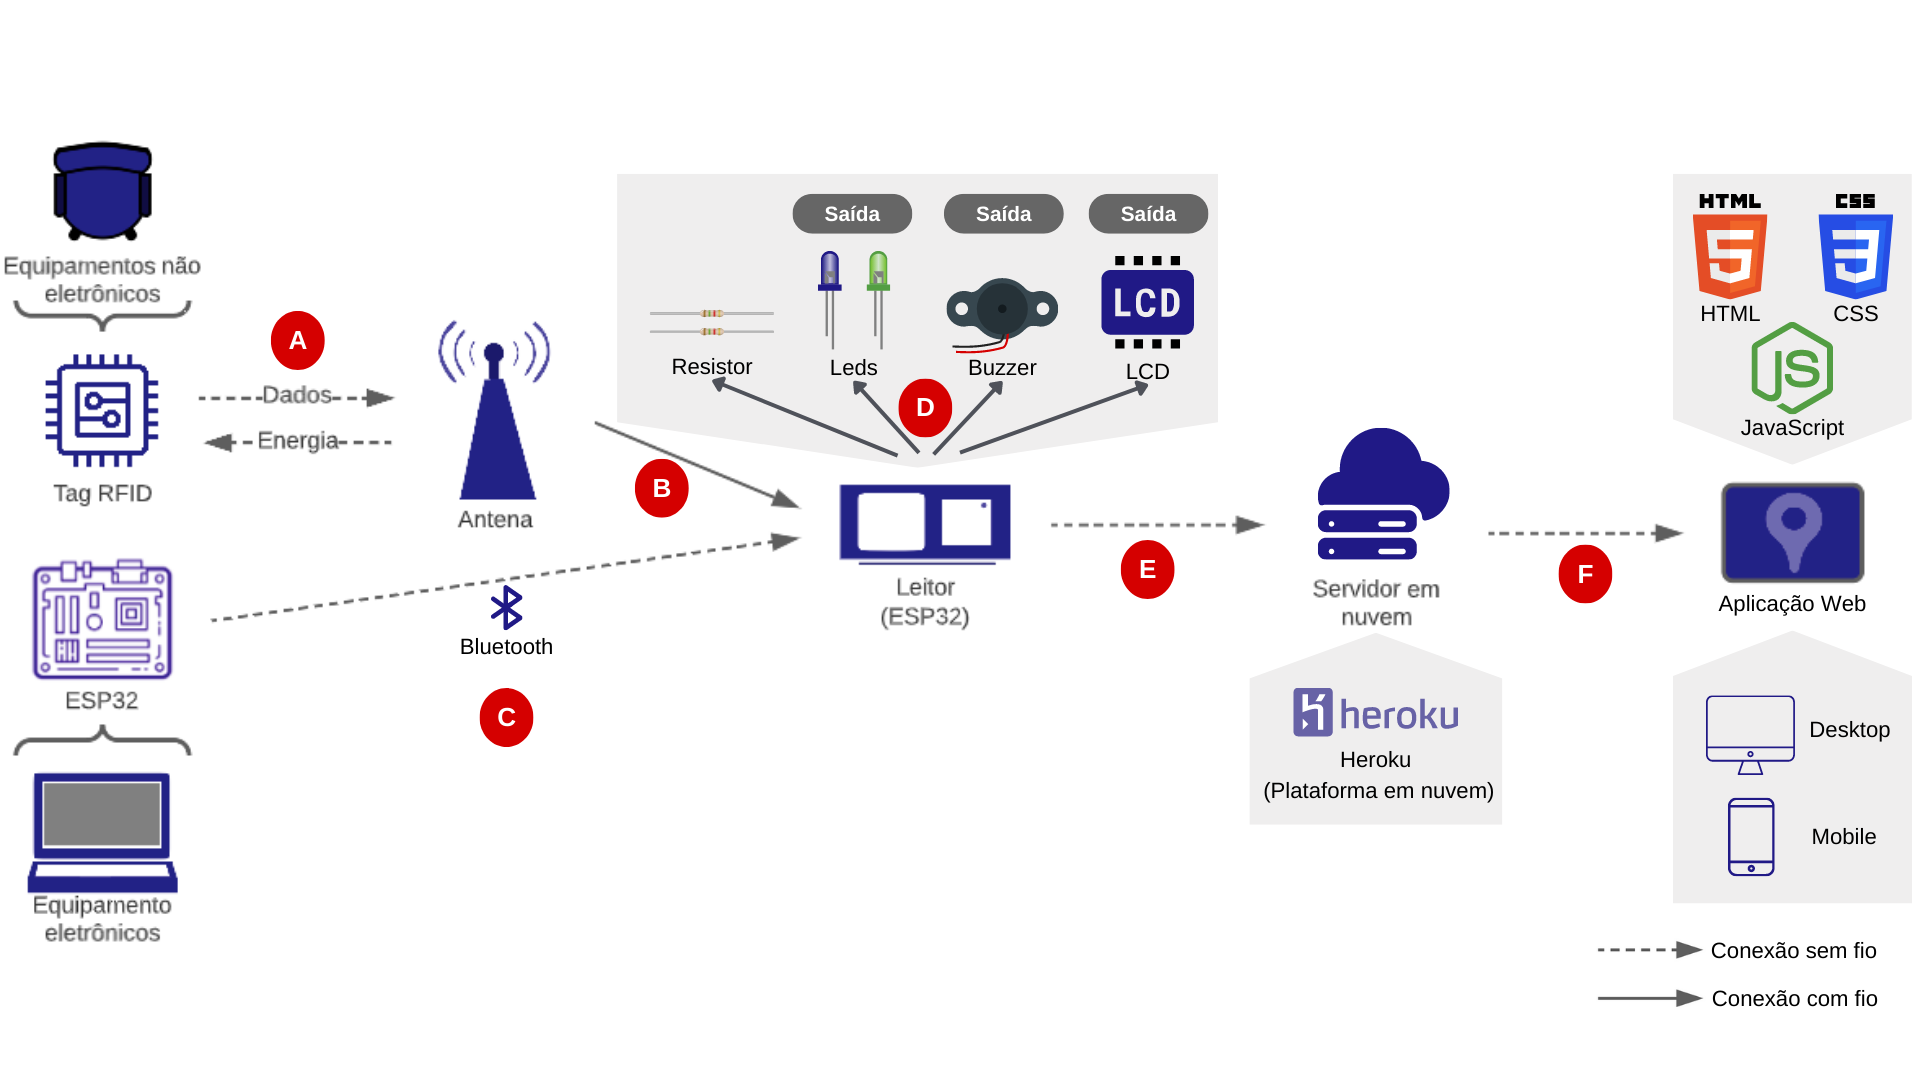 Equipamentos não
eletrônicos
Tag RFID
A
Dados
Energia
Antena
B
ESP32
Equipamento
eletrônicos
Bluetooth
C
Saída
Saída
Saída
LCD
Resistor
Leds
Buzzer
LCD
D
Leitor
(ESP32)
E
Servidor em
nuvem
heroku
Heroku
(Plataforma em nuvem)
F
HTML
CSS
HTML
CSS
JS
JavaScript
Aplicação Web
Desktop
Mobile
Conexão sem fio
Conexão com fio